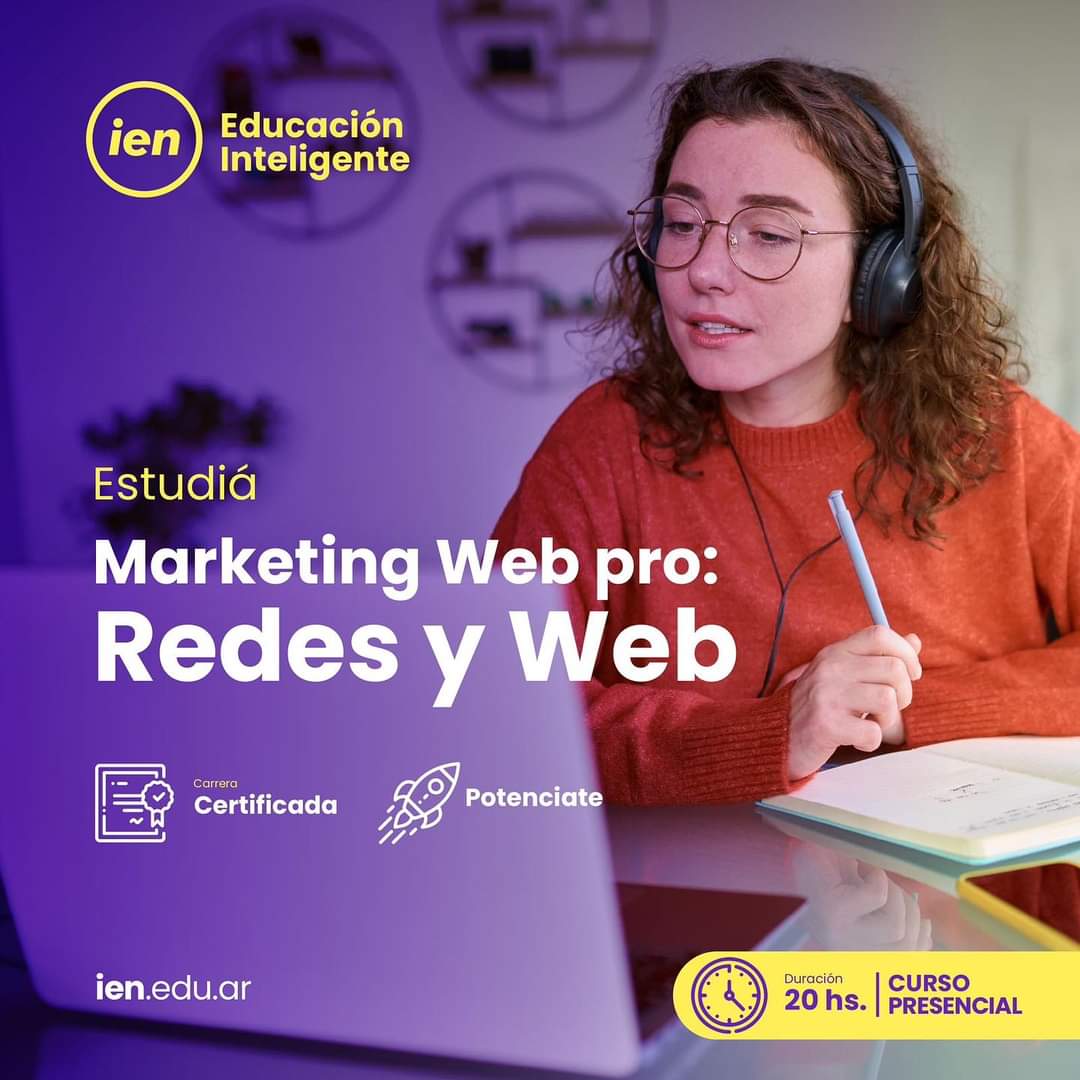 ien
Educación
Inteligente
Estudiá
Marketing Web pro:
Redes y Web
Carrera
Certificada
Potenciate
ien.edu.ar
Duración
20 hs.
CURSO
PRESENCIAL